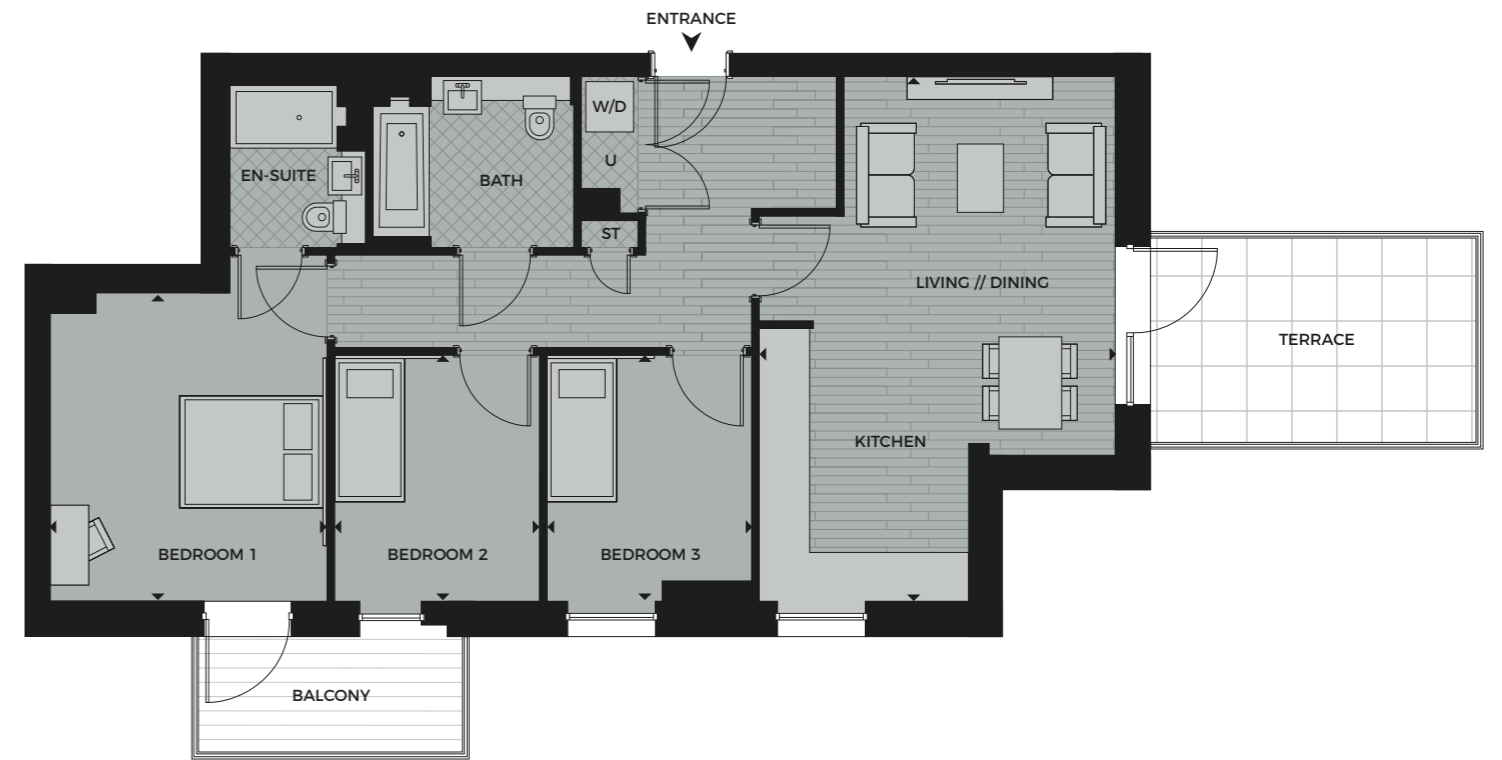 ENTRANCE
W/D
U
EN-SUITE
BATH
ST
LIVING // DINING
TERRACE
KITCHEN
BEDROOM 1
BEDROOM 2
BEDROOM 3
BALCONY